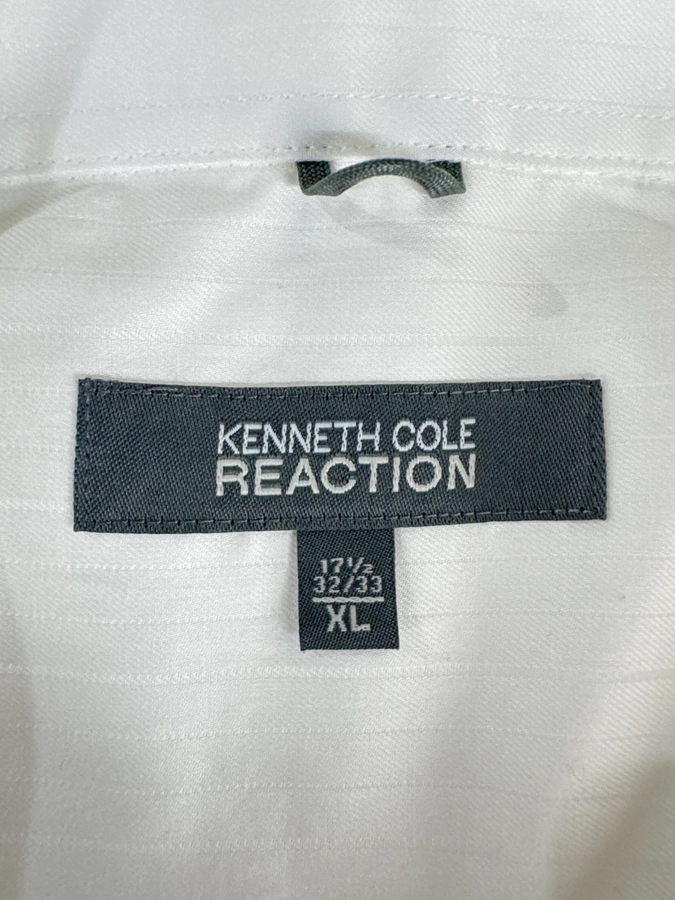 KENNETH COLE
REACTION
17½
32/33
XL